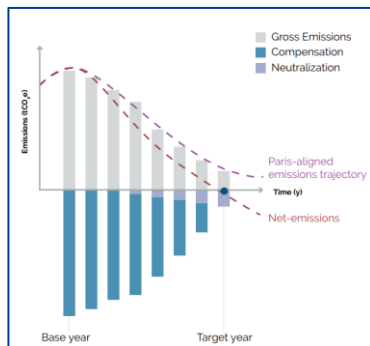 Gross Emissions
Compensation
Neutralization
Emissions (tCO₂e)
Paris-aligned
emissions trajectory
Time (y)
Net-emissions
Base year
Target year